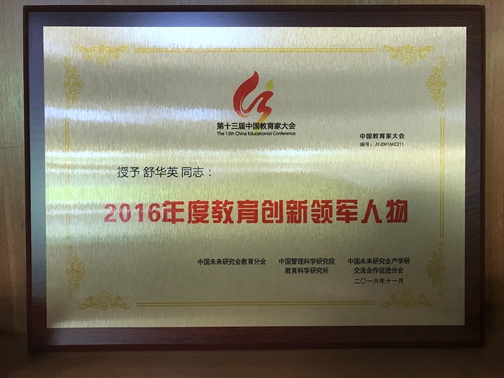 第十三届中国教育家大会
The 13th China Educationist Conference
中国教育家大会
编号：JYJDH16HZ211
授予 舒华英 同志：
2016年度教育创新领军人物
中国未来研究会教育分会
中国管理科学研究院
教育科学研究所
中国未来研究会产学研
交流合作促进分会
二〇一六年十一月